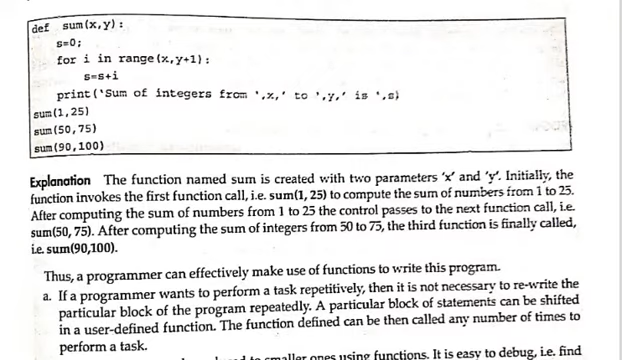 def sum(x,y):
s=0;
for i in range(x,y+1):
s=s+i
print('Sum of integers from ',x,' to ',y,' is ',s)
sum(1,25)
sum(50,75)
sum(90,100)
Explanation The function named sum is created with two parameters 'x' and 'y'. Initially, the
function invokes the first function call, i.e. sum(1, 25) to compute the sum of numbers from 1 to 25.
After computing the sum of numbers from 1 to 25 the control passes to the next function call, i.e.
sum(50, 75). After computing the sum of integers from 50 to 75, the third function is finally called,
i.e. sum(90,100).
Thus, a programmer can effectively make use of functions to write this program.
a. If a programmer wants to perform a task repetitively, then it is not necessary to re-write the
particular block of the program repeatedly. A particular block of statements can be shifted
in a user-defined function. The function defined can be then called any number of times to
perform a task.
to smaller ones using functions. It is easy to debug, i.e. find